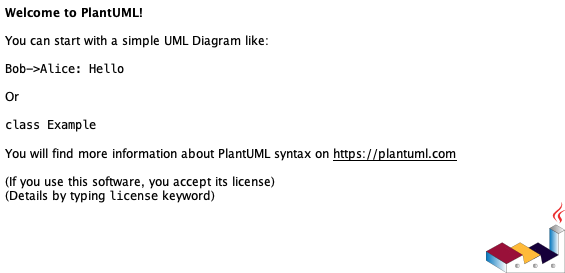 Welcome to PlantUML!
You can start with a simple UML Diagram like:
Bob->Alice: Hello
Or
class Example
You will find more information about PlantUML syntax on https://plantuml.com
(If you use this software, you accept its license)
(Details by typing license keyword)